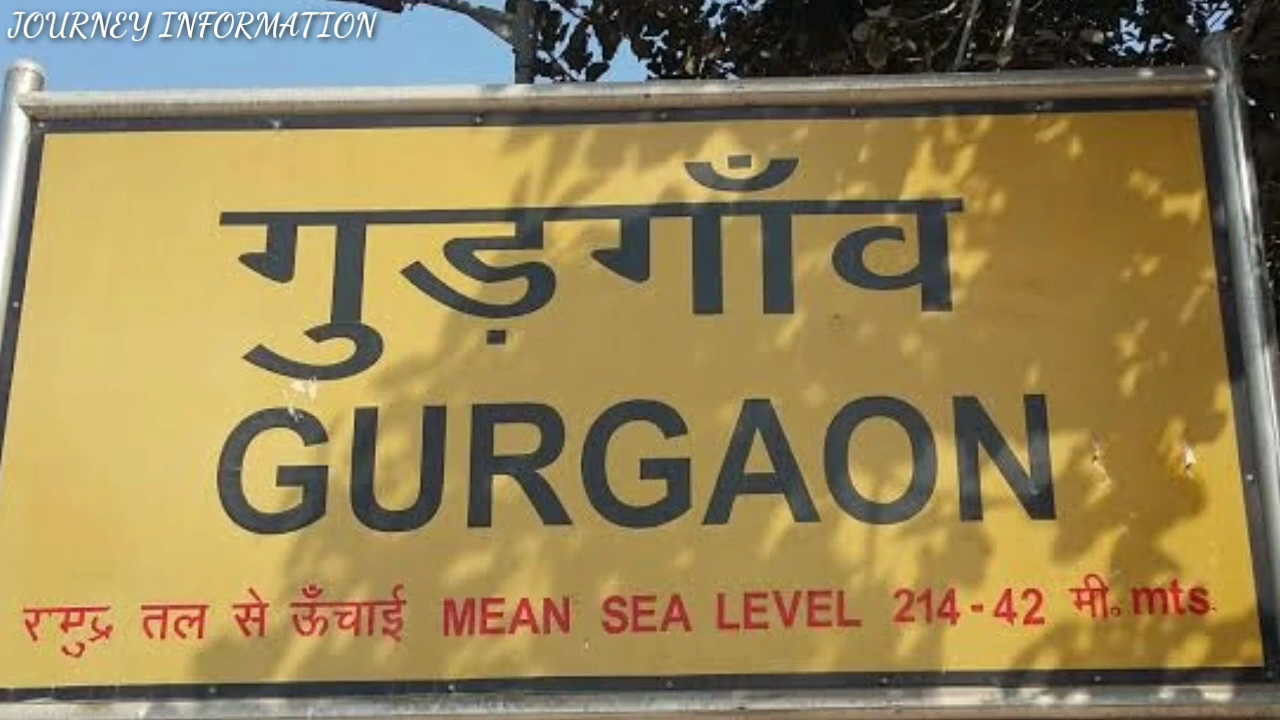 JOURNEY INFORMATION
गुड़गाँव
GURGAON
समुद्र तल से ऊँचाई MEAN SEA LEVEL 214-42 मी॰ mts.